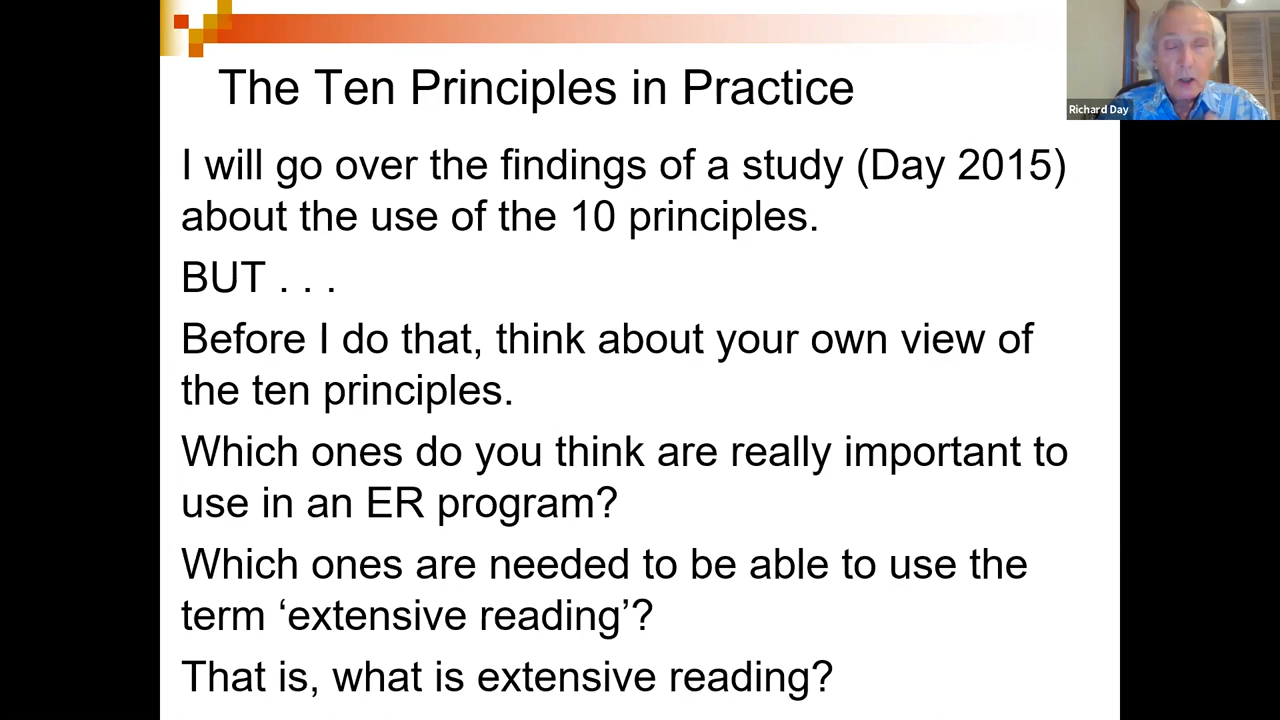 The Ten Principles in Practice
Richard Day
I will go over the findings of a study (Day 2015)
about the use of the 10 principles.
BUT . . .
Before I do that, think about your own view of
the ten principles.
Which ones do you think are really important to
use in an ER program?
Which ones are needed to be able to use the
term ‘extensive reading’?
That is, what is extensive reading?